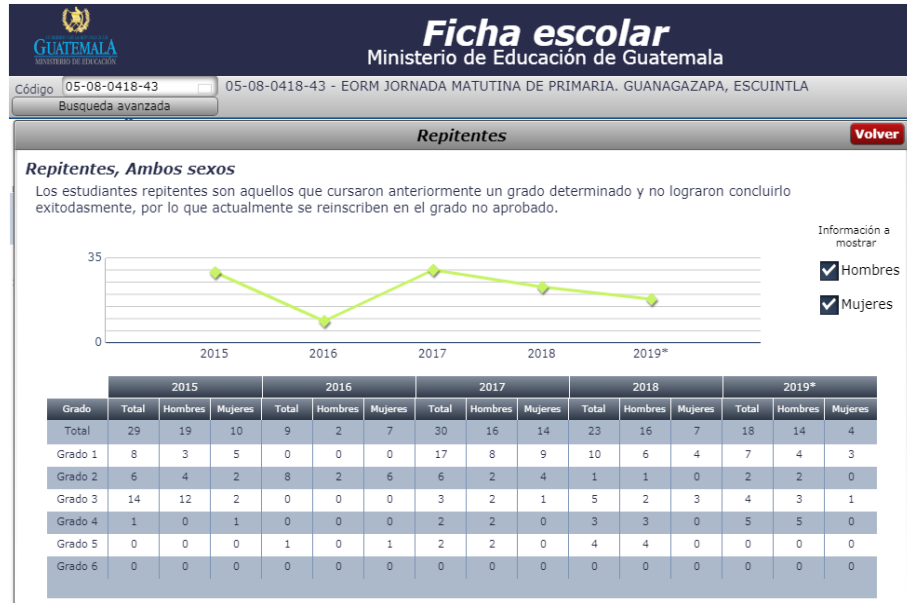 GUATEMALA
MINISTERIO DE EDUCACIÓN
Ficha escolar
Ministerio de Educación de Guatemala
Código 05-08-0418-43 05-08-0418-43 - EORM JORNADA MATUTINA DE PRIMARIA. GUANAGAZAPA, ESCUINTLA
Busqueda avanzada
Repitentes Volver
Repitentes, Ambos sexos
Los estudiantes repitentes son aquellos que cursaron anteriormente un grado determinado y no lograron concluirlo
exitodasmente, por lo que actualmente se reinscriben en el grado no aprobado.
Información a
mostrar
Hombres
Mujeres
35
0
2015 2016 2017 2018 2019*
2015 2016 2017 2018 2019*
Grado Total Hombres Mujeres Total Hombres Mujeres Total Hombres Mujeres Total Hombres Mujeres Total Hombres Mujeres
Total 29 19 10 9 2 7 30 16 14 23 16 7 18 14 4
Grado 1 8 3 5 0 0 0 17 8 9 10 6 4 7 4 3
Grado 2 6 4 2 8 2 6 6 2 4 1 1 0 2 2 0
Grado 3 14 12 2 0 0 0 3 2 1 5 2 3 4 3 1
Grado 4 1 0 1 0 0 0 2 2 0 3 3 0 5 5 0
Grado 5 0 0 0 1 0 1 2 2 0 4 4 0 0 0 0
Grado 6 0 0 0 0 0 0 0 0 0 0 0 0 0 0 0